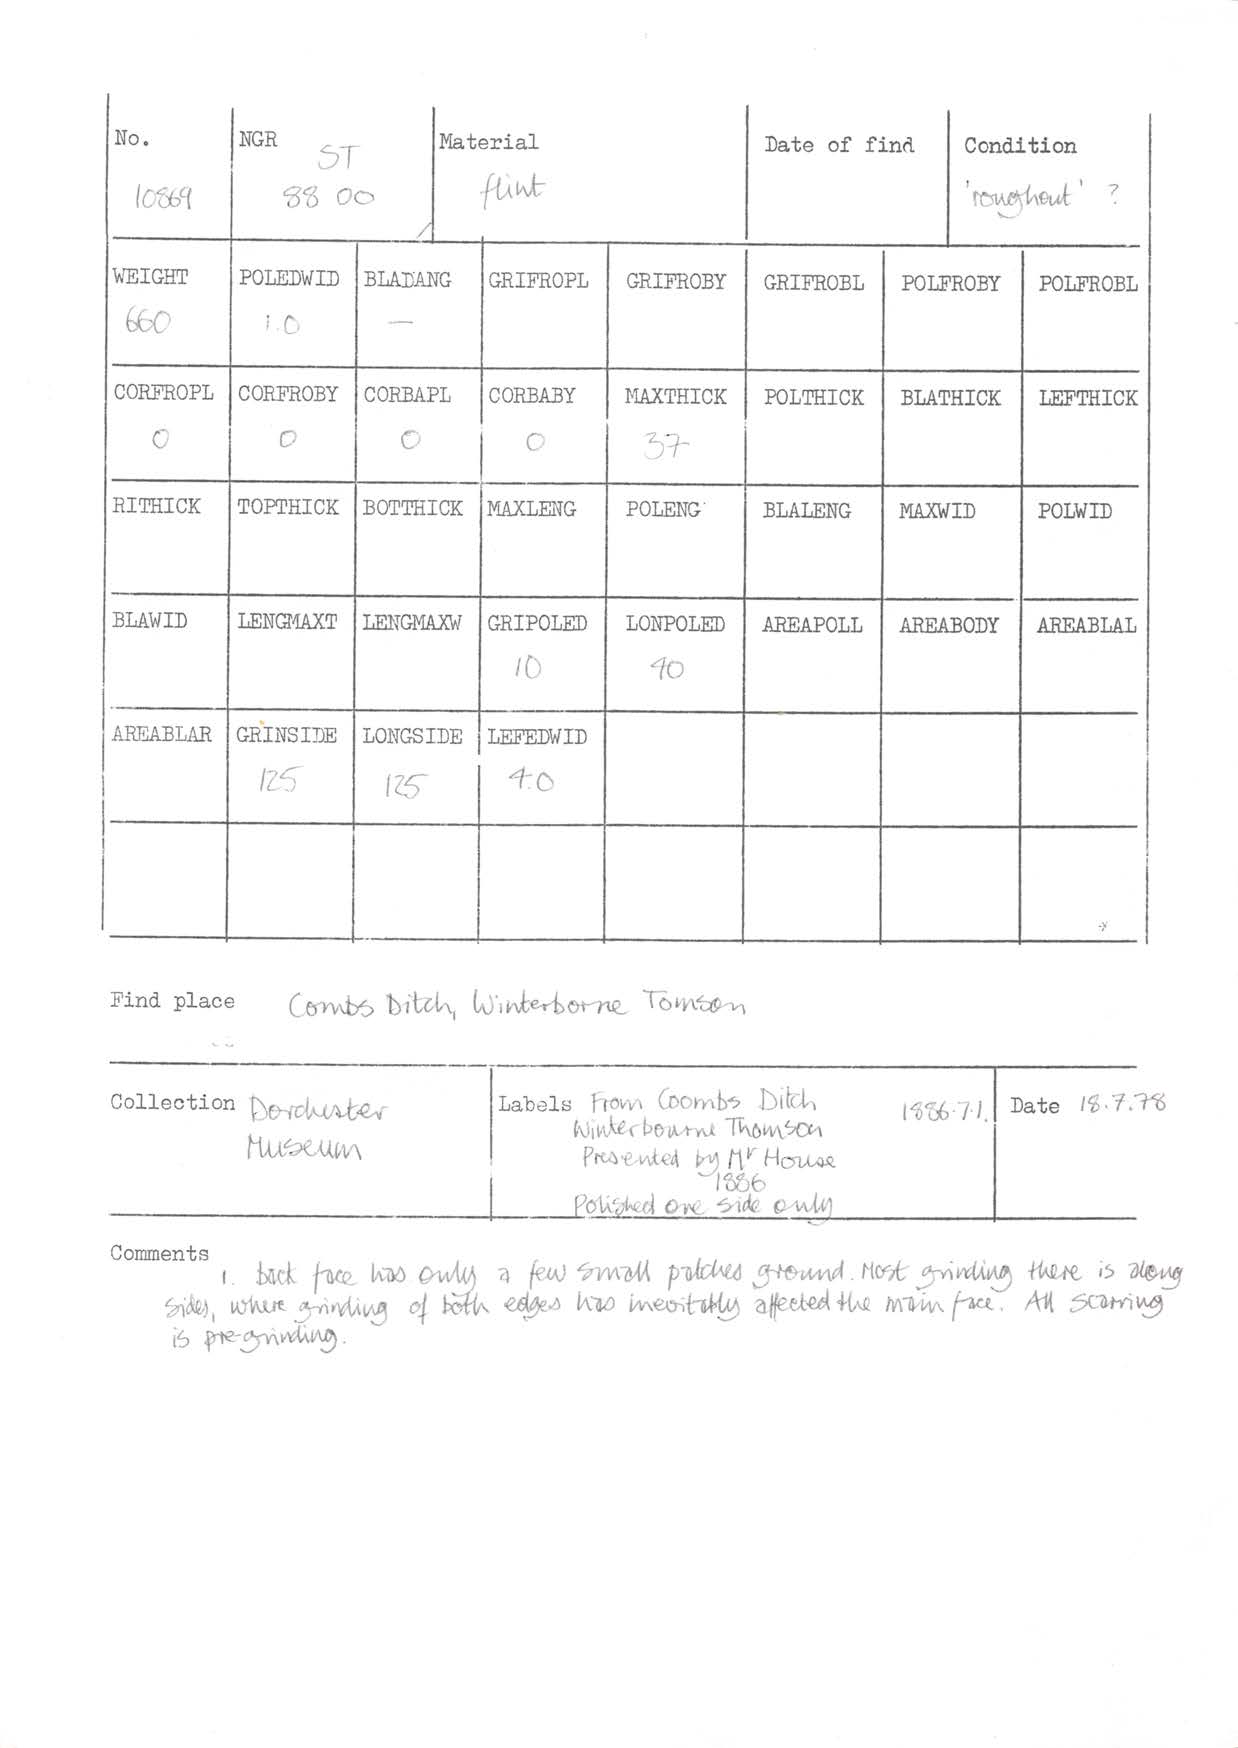 No. NGR Material Date of find Condition
ST
10869 88 00 flint 'roughout' ?
WEIGHT POLEDWID BLADANG GRIFROPL GRIFROBY GRIFROBL POLFROBY POLFROBL
660 1.0 —
CORFROPL CORFROBY CORBAPL CORBABY MAXTHICK POLTHICK BLATHICK LEFTHICK
0 0 0 0 37
RITHICK TOPTHICK BOTTHICK MAXLENG POLENG BLALENG MAXWID POLWID
BLAWID LENGMAXT LENGMAXW GRIPOLED LONPOLED AREAPOLL AREABODY AREABLAL
10 40
AREABLAR GRINSIDE LONGSIDE LEFEDWID
125 125 4.0
Find place Combs Ditch, Winterborne Tomson
Collection Dorchester
Museum
Labels From Coombs Ditch 1886.7.1.
Winterbourne Thomson
Presented by Mr House
1886
Polished one side only
Date 18.7.78
Comments
1. back face has only a few small patches ground. Most grinding there is along
sides, where grinding of both edges has inevitably affected the main face. All scarring
is pre-grinding.